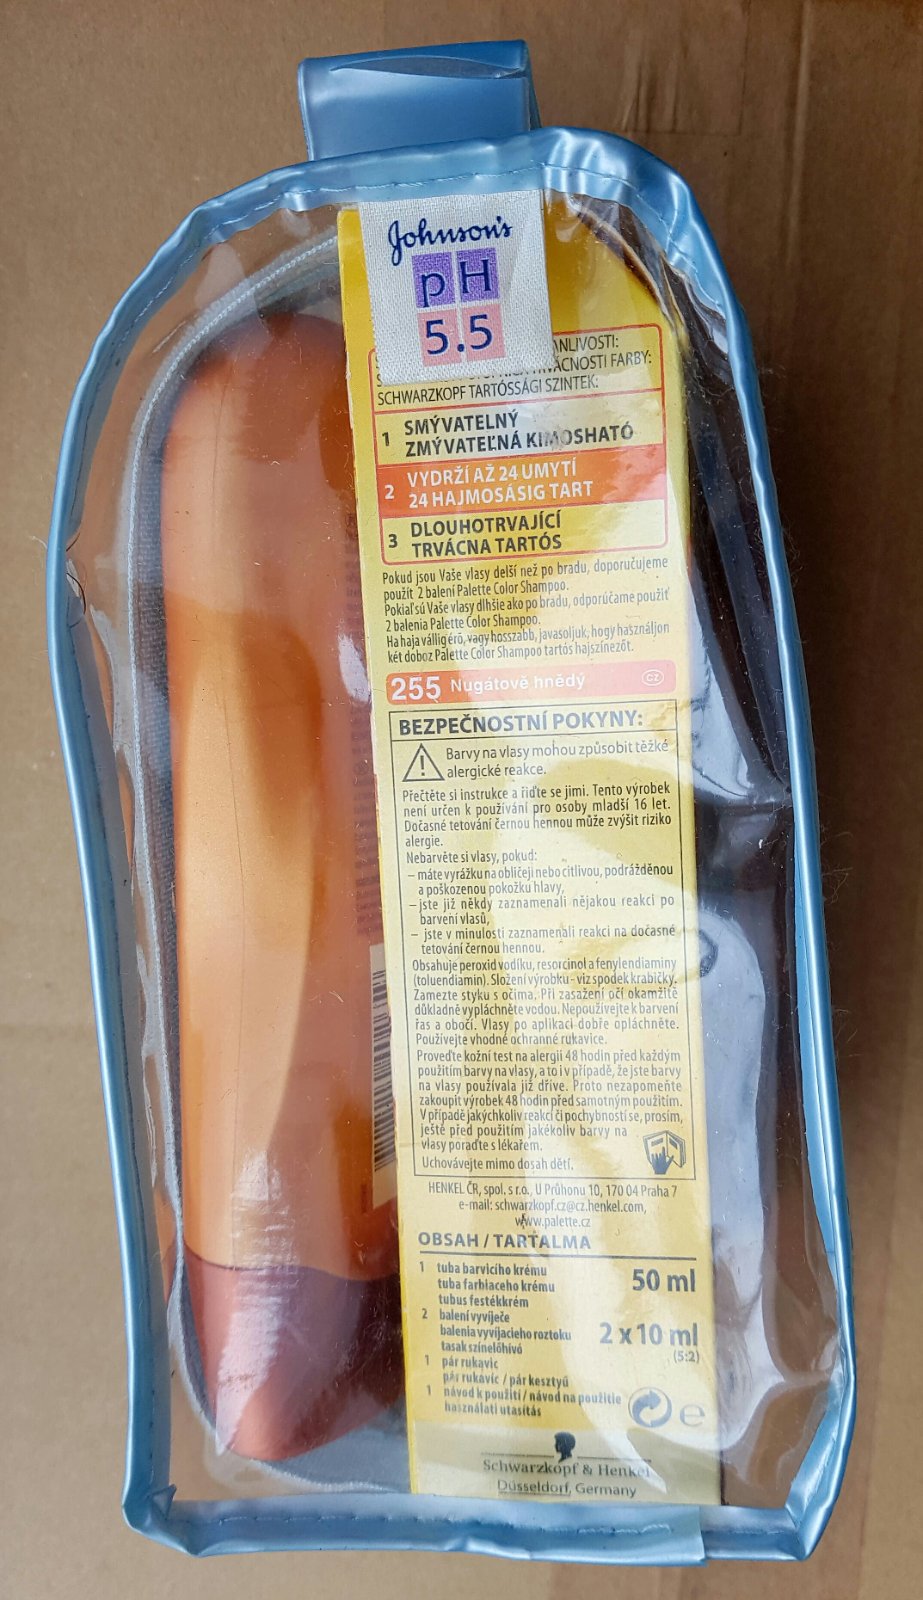 Johnson's
pH
5.5
ANLIVOSTI:
TRVÁCNOSTI FARBY:
SCHWARZKOPF TARTÓSSÁGI SZINTEK:
1 SMÝVATELNÝ
ZMÝVATEĽNÁ KIMOSHATÓ
2 VYDRŽÍ AŽ 24 UMYTÍ
24 HAJMOSÁSIG TART
3 DLOUHOTRVAJÍCÍ
TRVÁCNA TARTÓS
Pokud jsou Vaše vlasy delší než po bradu, doporučujeme
použít 2 balení Palette Color Shampoo.
Pokiaľ sú Vaše vlasy dlhšie ako po bradu, odporúčame použiť
2 balenia Palette Color Shampoo.
Ha haja vállig érő, vagy hosszabb, javasoljuk, hogy használjon
két doboz Palette Color Shampoo tartós hajszínezőt.
255 Nugátově hnědý CZ
BEZPEČNOSTNÍ POKYNY:
Barvy na vlasy mohou způsobit těžké
alergické reakce.
Přečtěte si instrukce a řiďte se jimi. Tento výrobek
není určen k používání pro osoby mladší 16 let.
Dočasné tetování černou hennou může zvýšit riziko
alergie.
Nebarvěte si vlasy, pokud:
– máte vyrážku na obličeji nebo citlivou, podrážděnou
a poškozenou pokožku hlavy,
– jste již někdy zaznamenali nějakou reakci po
barvení vlasů,
– jste v minulosti zaznamenali reakci na dočasné
tetování černou hennou.
Obsahuje peroxid vodíku, resorcinol a fenylendiaminy
(toluendiamin). Složení výrobku - viz spodek krabičky.
Zamezte styku s očima. Při zasažení očí okamžitě
důkladně vypláchněte vodou. Nepoužívejte k barvení
řas a obočí. Vlasy po aplikaci dobře opláchněte.
Používejte vhodné ochranné rukavice.
Proveďte kožní test na alergii 48 hodin před každým
použitím barvy na vlasy, a to i v případě, že jste barvy
na vlasy používala již dříve. Proto nezapomeňte
zakoupit výrobek 48 hodin před samotným použitím.
V případě jakýchkoliv reakcí či pochybností se, prosím,
ještě před použitím jakékoliv barvy na
vlasy poraďte s lékařem.
Uchovávejte mimo dosah dětí.
HENKEL ČR, spol. s r.o., U Průhonu 10, 170 04 Praha 7
e-mail: schwarzkopf.cz@cz.henkel.com,
www.palette.cz
OBSAH / TARTALMA
1 tuba barvicího krému
tuba farbiaceho krému 50 ml
tubus festékkrém
2 balení vyvíječe
balenia vyvíjacieho roztoku 2 x 10 ml
tasak színelőhívó (5:2)
1 pár rukavic
pár rukavíc / pár kesztyű
1 návod k použití / návod na použitie
használati utasítás
e
Schwarzkopf & Henkel
Düsseldorf, Germany